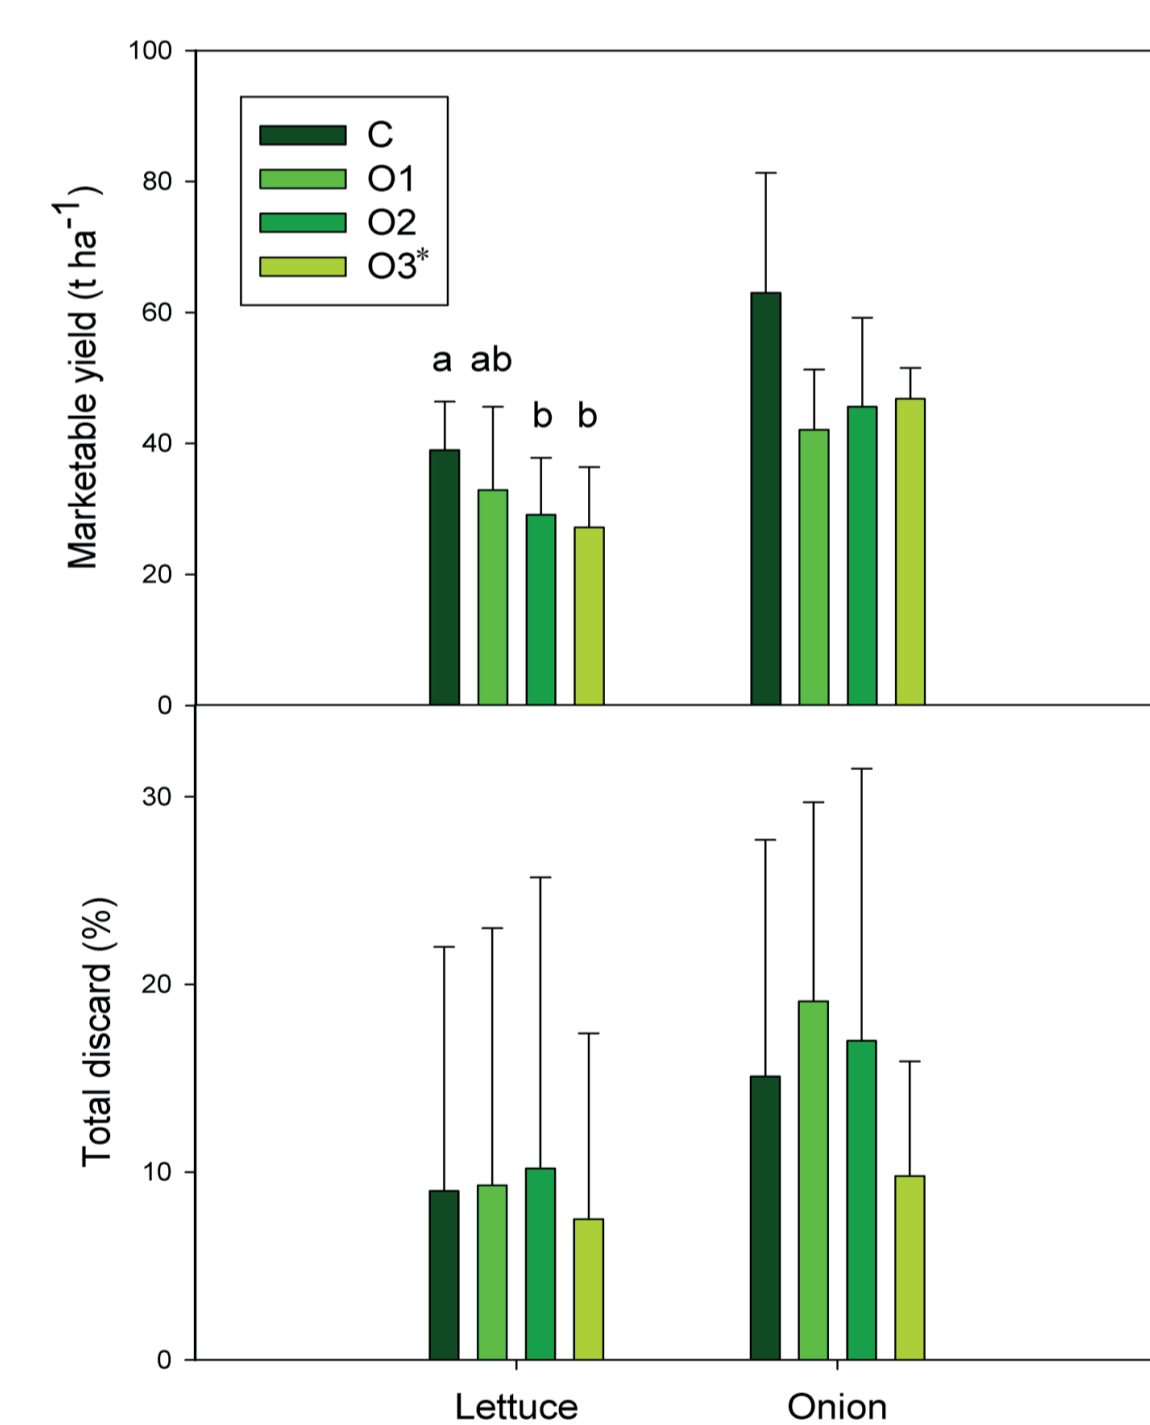 100
80
60
40
20
0
Marketable yield (t ha-1)
C
O1
O2
O3*
a ab
b b
30
20
10
0
Total discard (%)
Lettuce Onion